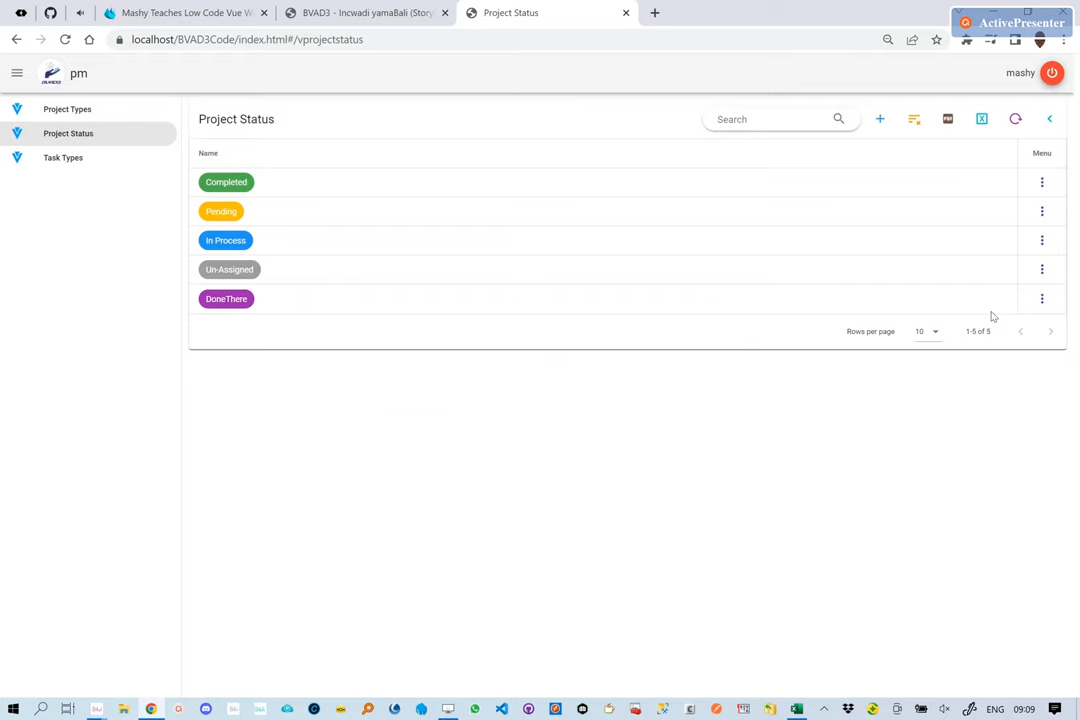 Mashy Teaches Low Code Vue W
BVAD3 - Incwadi yamaBali (Story
Project Status
ActivePresenter
localhost/BVAD3Code/index.html#/vprojectstatus
pm
mashy
Project Types
Project Status
Task Types
Project Status
Search
PDF
X
Name
Menu
Completed
Pending
In Process
Un-Assigned
DoneThere
Rows per page
10
1-5 of 5
ENG
09:09